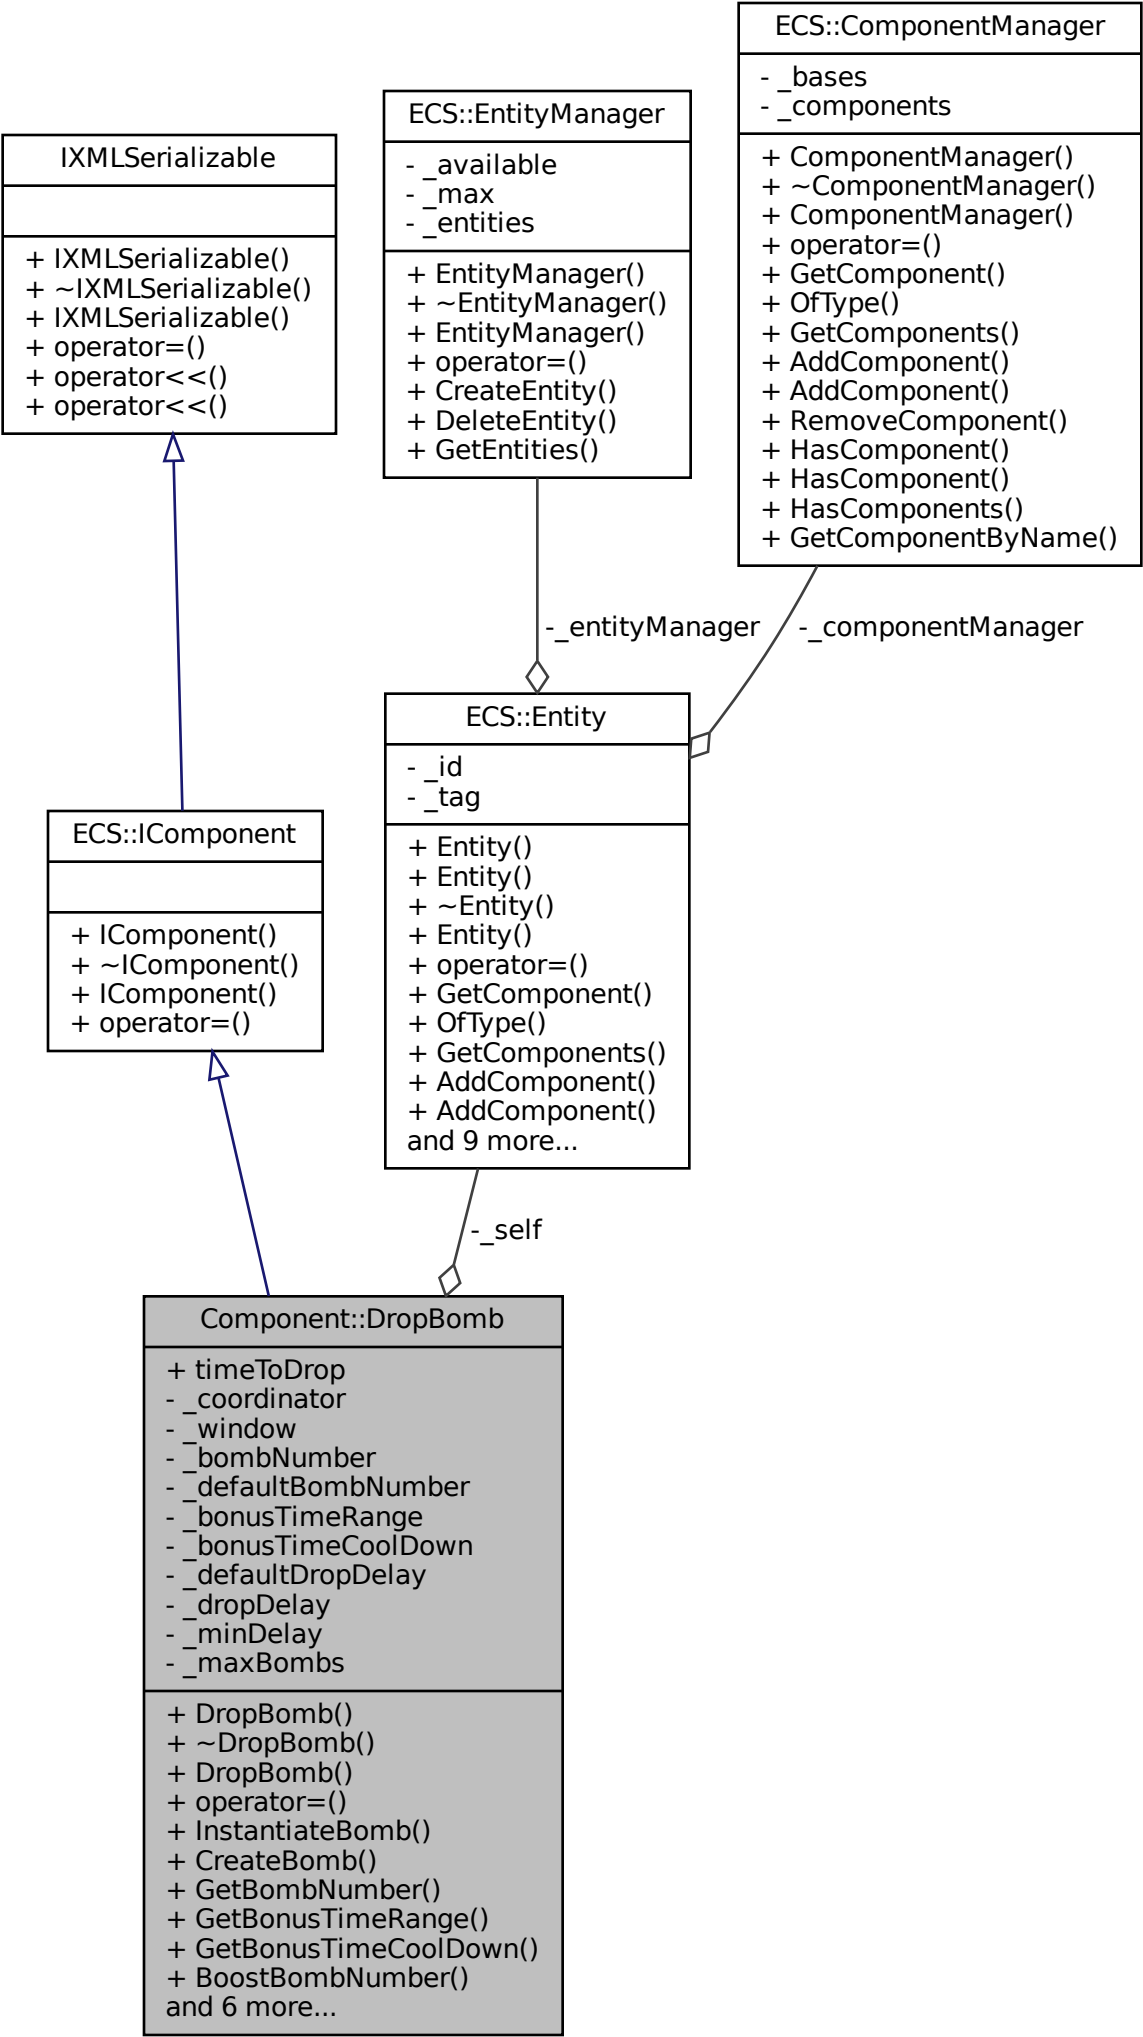 ECS::ComponentManager
- _bases
- _components
+ ComponentManager()
+ ~ComponentManager()
+ ComponentManager()
+ operator=()
+ GetComponent()
+ OfType()
+ GetComponents()
+ AddComponent()
+ AddComponent()
+ RemoveComponent()
+ HasComponent()
+ HasComponent()
+ HasComponents()
+ GetComponentByName()
ECS::EntityManager
- _available
- _max
- _entities
+ EntityManager()
+ ~EntityManager()
+ EntityManager()
+ operator=()
+ CreateEntity()
+ DeleteEntity()
+ GetEntities()
IXMLSerializable
+ IXMLSerializable()
+ ~IXMLSerializable()
+ IXMLSerializable()
+ operator=()
+ operator<<()
+ operator<<()
-_entityManager
-_componentManager
ECS::Entity
- _id
- _tag
+ Entity()
+ Entity()
+ ~Entity()
+ Entity()
+ operator=()
+ GetComponent()
+ OfType()
+ GetComponents()
+ AddComponent()
+ AddComponent()
and 9 more...
ECS::IComponent
+ IComponent()
+ ~IComponent()
+ IComponent()
+ operator=()
-_self
Component::DropBomb
+ timeToDrop
- _coordinator
- _window
- _bombNumber
- _defaultBombNumber
- _bonusTimeRange
- _bonusTimeCoolDown
- _defaultDropDelay
- _dropDelay
- _minDelay
- _maxBombs
+ DropBomb()
+ ~DropBomb()
+ DropBomb()
+ operator=()
+ InstantiateBomb()
+ CreateBomb()
+ GetBombNumber()
+ GetBonusTimeRange()
+ GetBonusTimeCoolDown()
+ BoostBombNumber()
and 6 more...